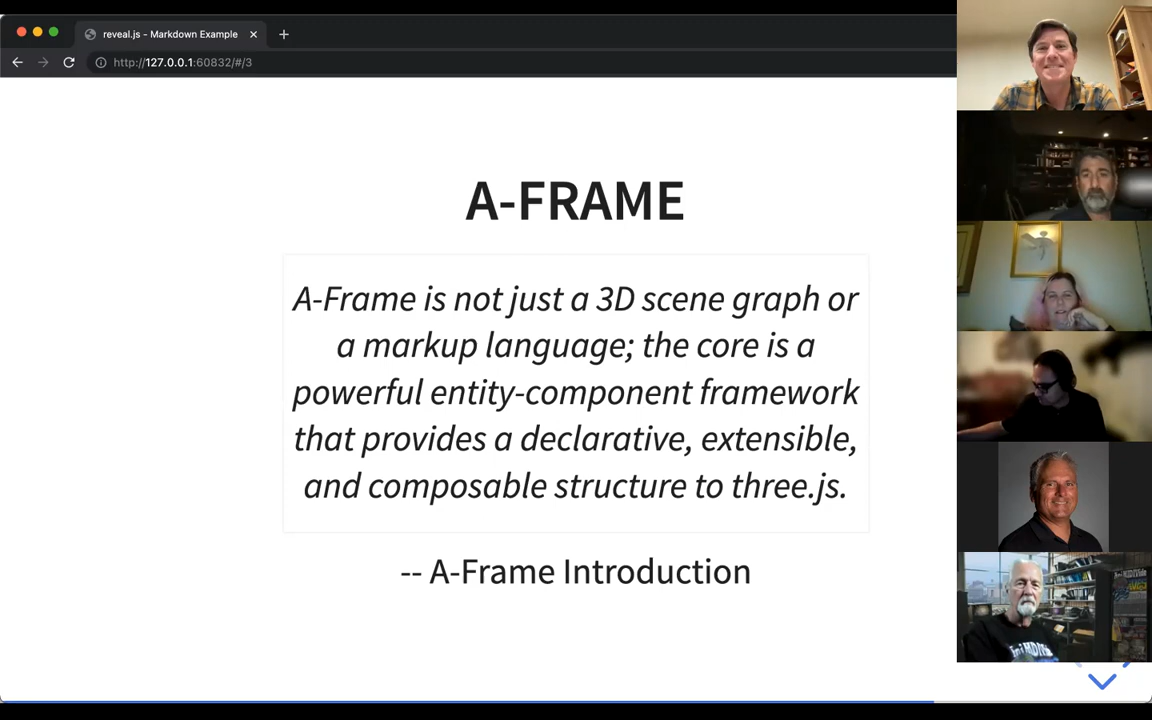 reveal.js - Markdown Example
http://127.0.0.1:60832/#/3
A-FRAME
A-Frame is not just a 3D scene graph or
a markup language; the core is a
powerful entity-component framework
that provides a declarative, extensible,
and composable structure to three.js.
-- A-Frame Introduction